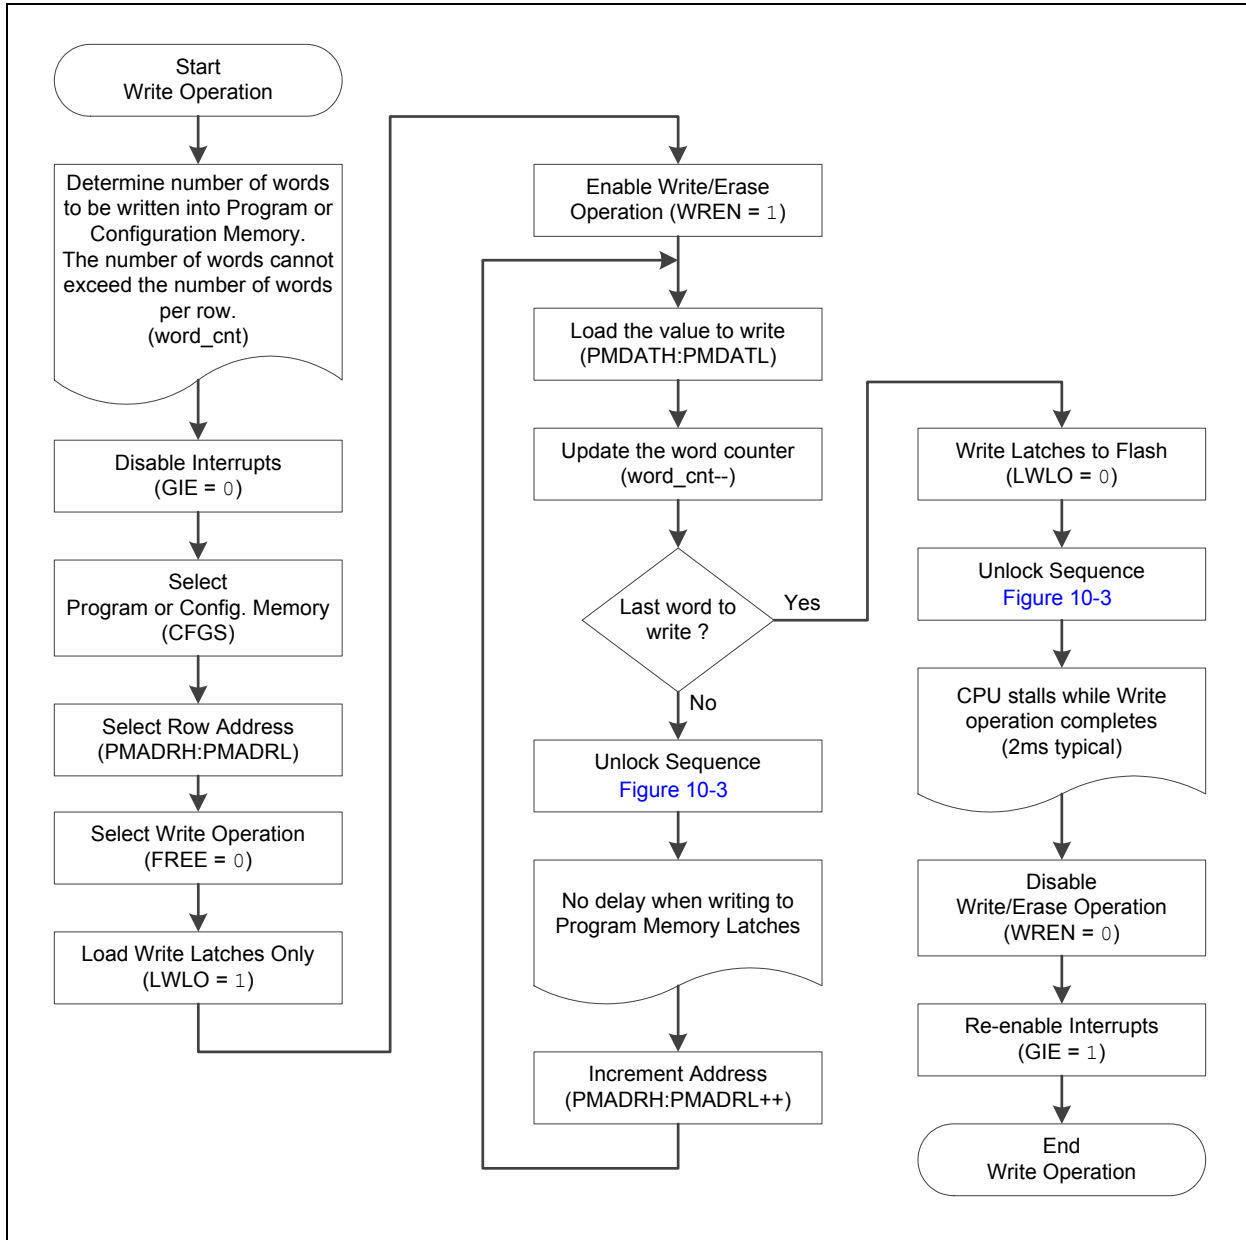 Start
Write Operation
Determine number of words
to be written into Program or
Configuration Memory.
The number of words cannot
exceed the number of words
per row.
(word_cnt)
Disable Interrupts
(GIE = 0)
Select
Program or Config. Memory
(CFGS)
Select Row Address
(PMADRH:PMADRL)
Select Write Operation
(FREE = 0)
Load Write Latches Only
(LWLO = 1)
Enable Write/Erase
Operation (WREN = 1)
Load the value to write
(PMDATH:PMDATL)
Update the word counter
(word_cnt--)
Last word to
write ?
Yes
No
Unlock Sequence
Figure 10-3
No delay when writing to
Program Memory Latches
Increment Address
(PMADRH:PMADRL++)
Write Latches to Flash
(LWLO = 0)
Unlock Sequence
Figure 10-3
CPU stalls while Write
operation completes
(2ms typical)
Disable
Write/Erase Operation
(WREN = 0)
Re-enable Interrupts
(GIE = 1)
End
Write Operation